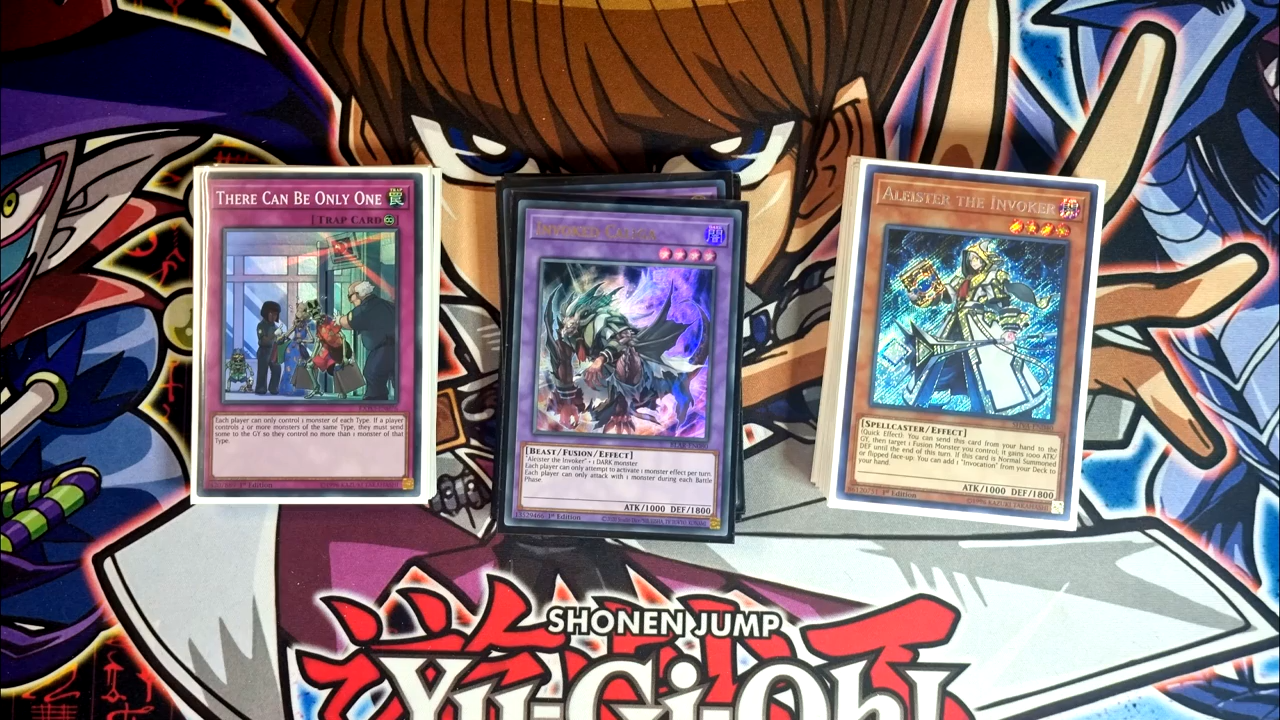 THERE CAN BE ONLY ONE
[TRAP CARD
Each player can only control 1 monster of each Type. If a player
controls 2 or more monsters of the same Type, they must send
some to the GY so they control no more than 1 monster of that
Type.
1st Edition
INVOKED CALIGA
[BEAST/FUSION/EFFECT]
"Aleister the Invoker" + 1 DARK monster
Each player can only attempt to activate 1 monster effect per turn.
Each player can only attack with 1 monster during each Battle
Phase.
ATK/1000 DEF/1800
1st Edition
ALEISTER THE INVOKER
[SPELLCASTER/EFFECT]
(Quick Effect): You can send this card from your hand to the
GY, then target 1 Fusion Monster you control; it gains 1000 ATK/
DEF until the end of this turn. If this card is Normal Summoned
or flipped face-up: You can add 1 "Invocation" from your Deck to
your hand.
ATK/1000 DEF/1800
1st Edition
SHONEN JUMP
Yu-Gi-Oh!